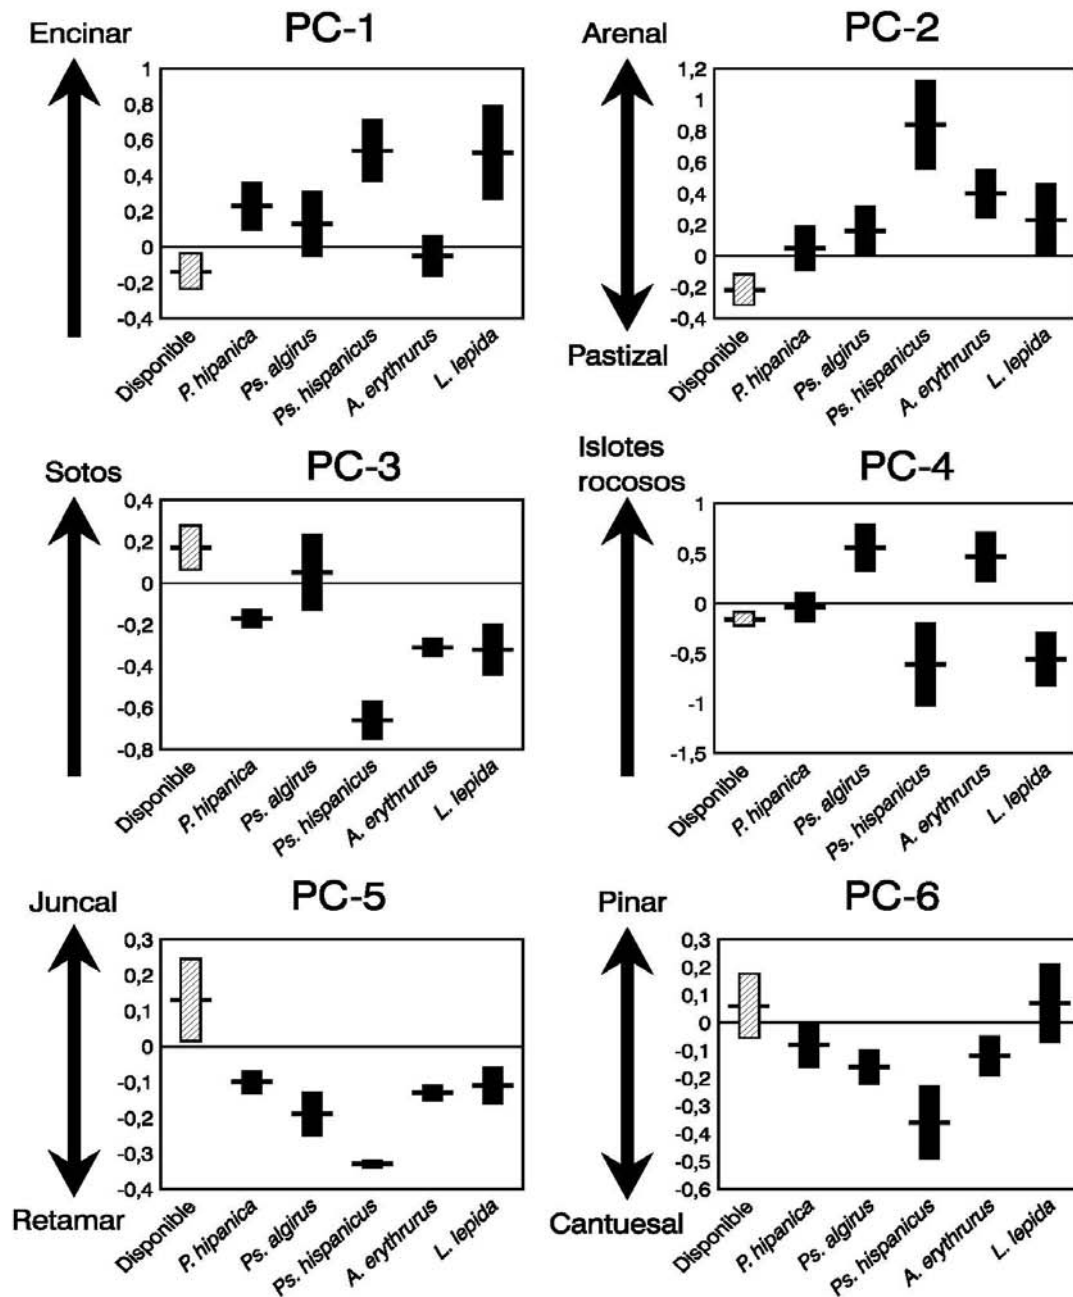 Encinar
PC-1
1
0,8
0,6
0,4
0,2
0
-0,2
-0,4
Disponible
P. hipanica
Ps. algirus
Ps. hispanicus
A. erythrurus
L. lepida
Arenal
PC-2
1,2
1
0,8
0,6
0,4
0,2
0
-0,2
-0,4
Pastizal
Disponible
P. hipanica
Ps. algirus
Ps. hispanicus
A. erythrurus
L. lepida
Sotos
PC-3
0,4
0,2
0
-0,2
-0,4
-0,6
-0,8
Disponible
P. hipanica
Ps. algirus
Ps. hispanicus
A. erythrurus
L. lepida
Islotes
rocosos
PC-4
1
0,5
0
-0,5
-1
-1,5
Disponible
P. hipanica
Ps. algirus
Ps. hispanicus
A. erythrurus
L. lepida
Juncal
PC-5
0,3
0,2
0,1
0
-0,1
-0,2
-0,3
-0,4
Retamar
Disponible
P. hipanica
Ps. algirus
Ps. hispanicus
A. erythrurus
L. lepida
Pinar
PC-6
0,3
0,2
0,1
0
-0,1
-0,2
-0,3
-0,4
-0,5
-0,6
Cantuesal
Disponible
P. hipanica
Ps. algirus
Ps. hispanicus
A. erythrurus
L. lepida